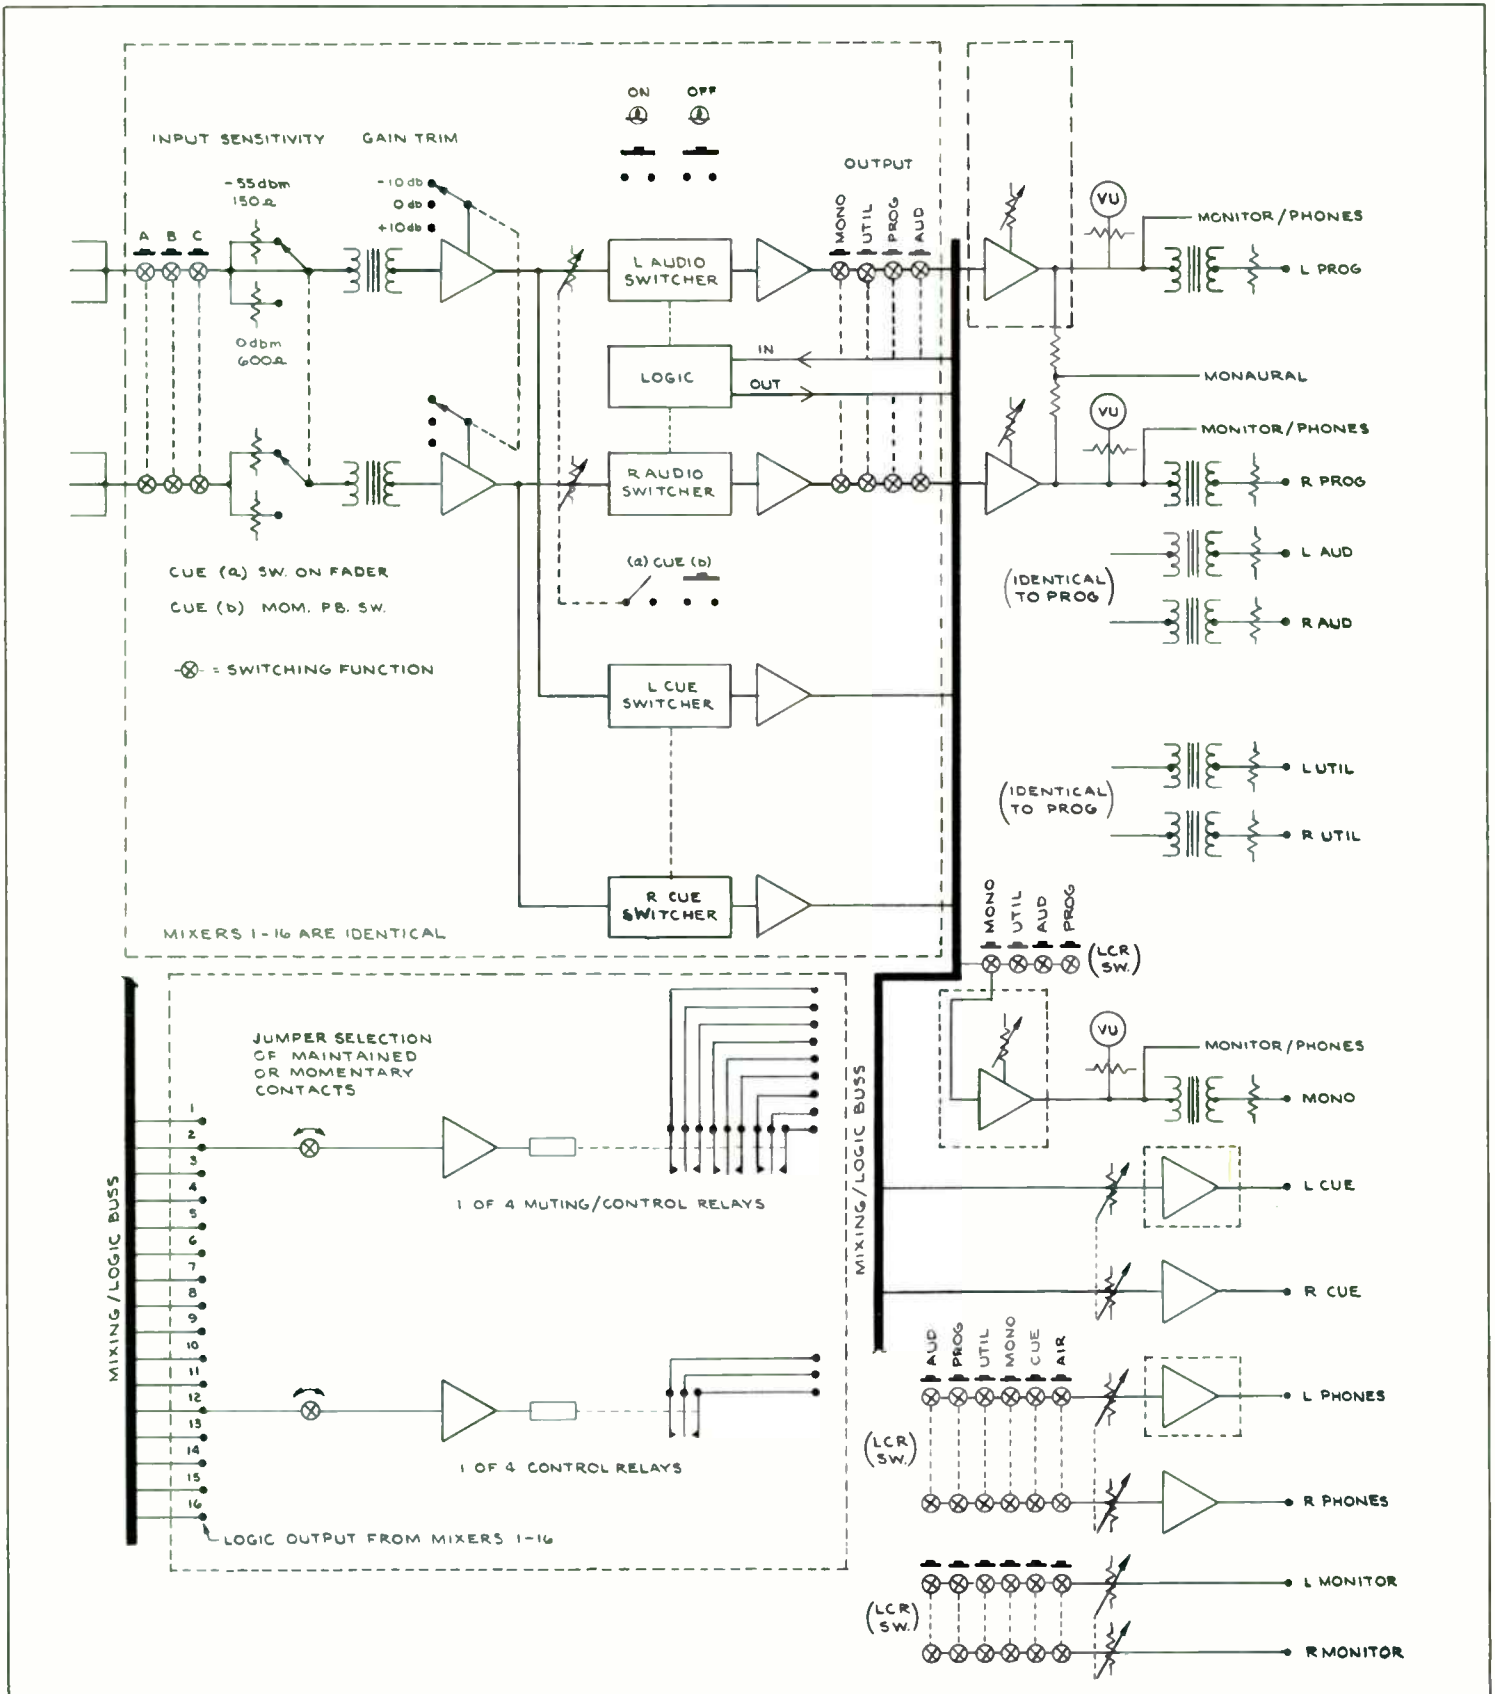 ON OFF
INPUT SENSITIVITY
GAIN TRIM
-55dbm
150Ω
-10db
0 db
+10db
A B C
0dbm
600Ω
OUTPUT
MONO
UTIL
PROG
AUD
L AUDIO
SWITCHER
LOGIC
IN
OUT
R AUDIO
SWITCHER
(a) CUE (b)
CUE (a) SW. ON FADER
CUE (b) MOM. PB. SW.
= SWITCHING FUNCTION
L CUE
SWITCHER
R CUE
SWITCHER
MIXERS 1-16 ARE IDENTICAL
VU
MONITOR/PHONES
L PROG
MONAURAL
VU
MONITOR/PHONES
R PROG
L AUD
(IDENTICAL
TO PROG)
R AUD
L UTIL
(IDENTICAL
TO PROG)
R UTIL
MONO
UTIL
AUD
PROG
(LCR
SW.)
VU
MONITOR/PHONES
MONO
L CUE
R CUE
AUD
PROG
UTIL
MONO
CUE
AIR
L PHONES
(LCR
SW.)
R PHONES
L MONITOR
(LCR
SW.)
R MONITOR
MIXING/LOGIC BUSS
MIXING/LOGIC BUSS
JUMPER SELECTION
OF MAINTAINED
OR MOMENTARY
CONTACTS
1
2
3
4
5
6
7
8
9
10
11
12
13
14
15
16
1 OF 4 MUTING/CONTROL RELAYS
1 OF 4 CONTROL RELAYS
LOGIC OUTPUT FROM MIXERS 1-16